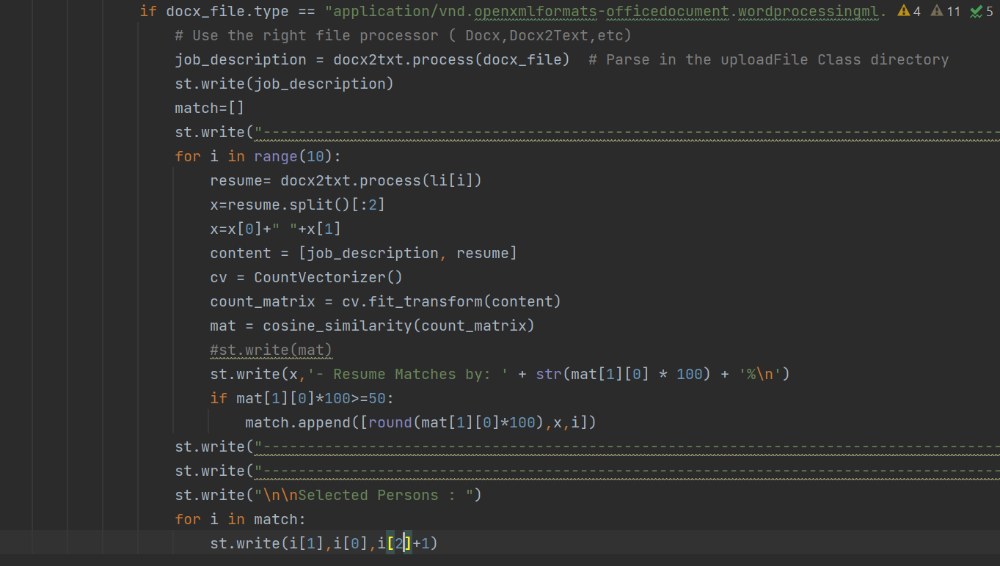 if docx_file.type == "application/vnd.openxmlformats-officedocument.wordprocessingml. 4 11 5
# Use the right file processor ( Docx,Docx2Text,etc)
job_description = docx2txt.process(docx_file)  # Parse in the uploadFile Class directory
st.write(job_description)
match=[]
st.write("------------------------------------------------------------------------------------
for i in range(10):
resume= docx2txt.process(li[i])
x=resume.split()[:2]
x=x[0]+" "+x[1]
content = [job_description, resume]
cv = CountVectorizer()
count_matrix = cv.fit_transform(content)
mat = cosine_similarity(count_matrix)
#st.write(mat)
st.write(x,'- Resume Matches by: ' + str(mat[1][0] * 100) + '%\n')
if mat[1][0]*100>=50:
match.append([round(mat[1][0]*100),x,i])
st.write("------------------------------------------------------------------------------------
st.write("------------------------------------------------------------------------------------
st.write("\n\nSelected Persons : ")
for i in match:
st.write(i[1],i[0],i[2]+1)